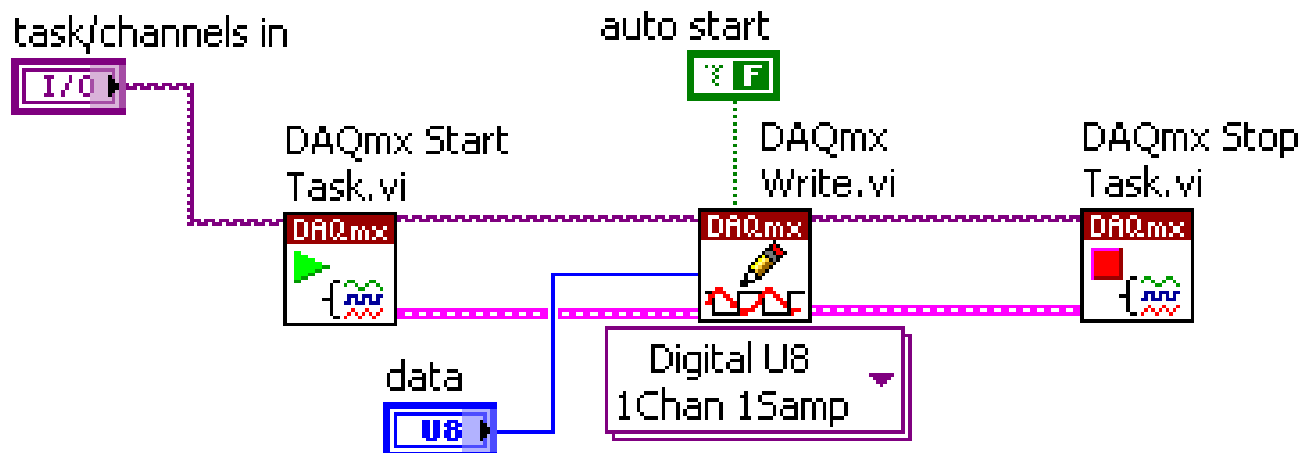 task/channels in
auto start
I/O
? F
DAQmx Start
Task.vi
DAQmx
Write.vi
DAQmx Stop
Task.vi
DAQmx
DAQmx
DAQmx
data
U8
Digital U8
1Chan 1Samp